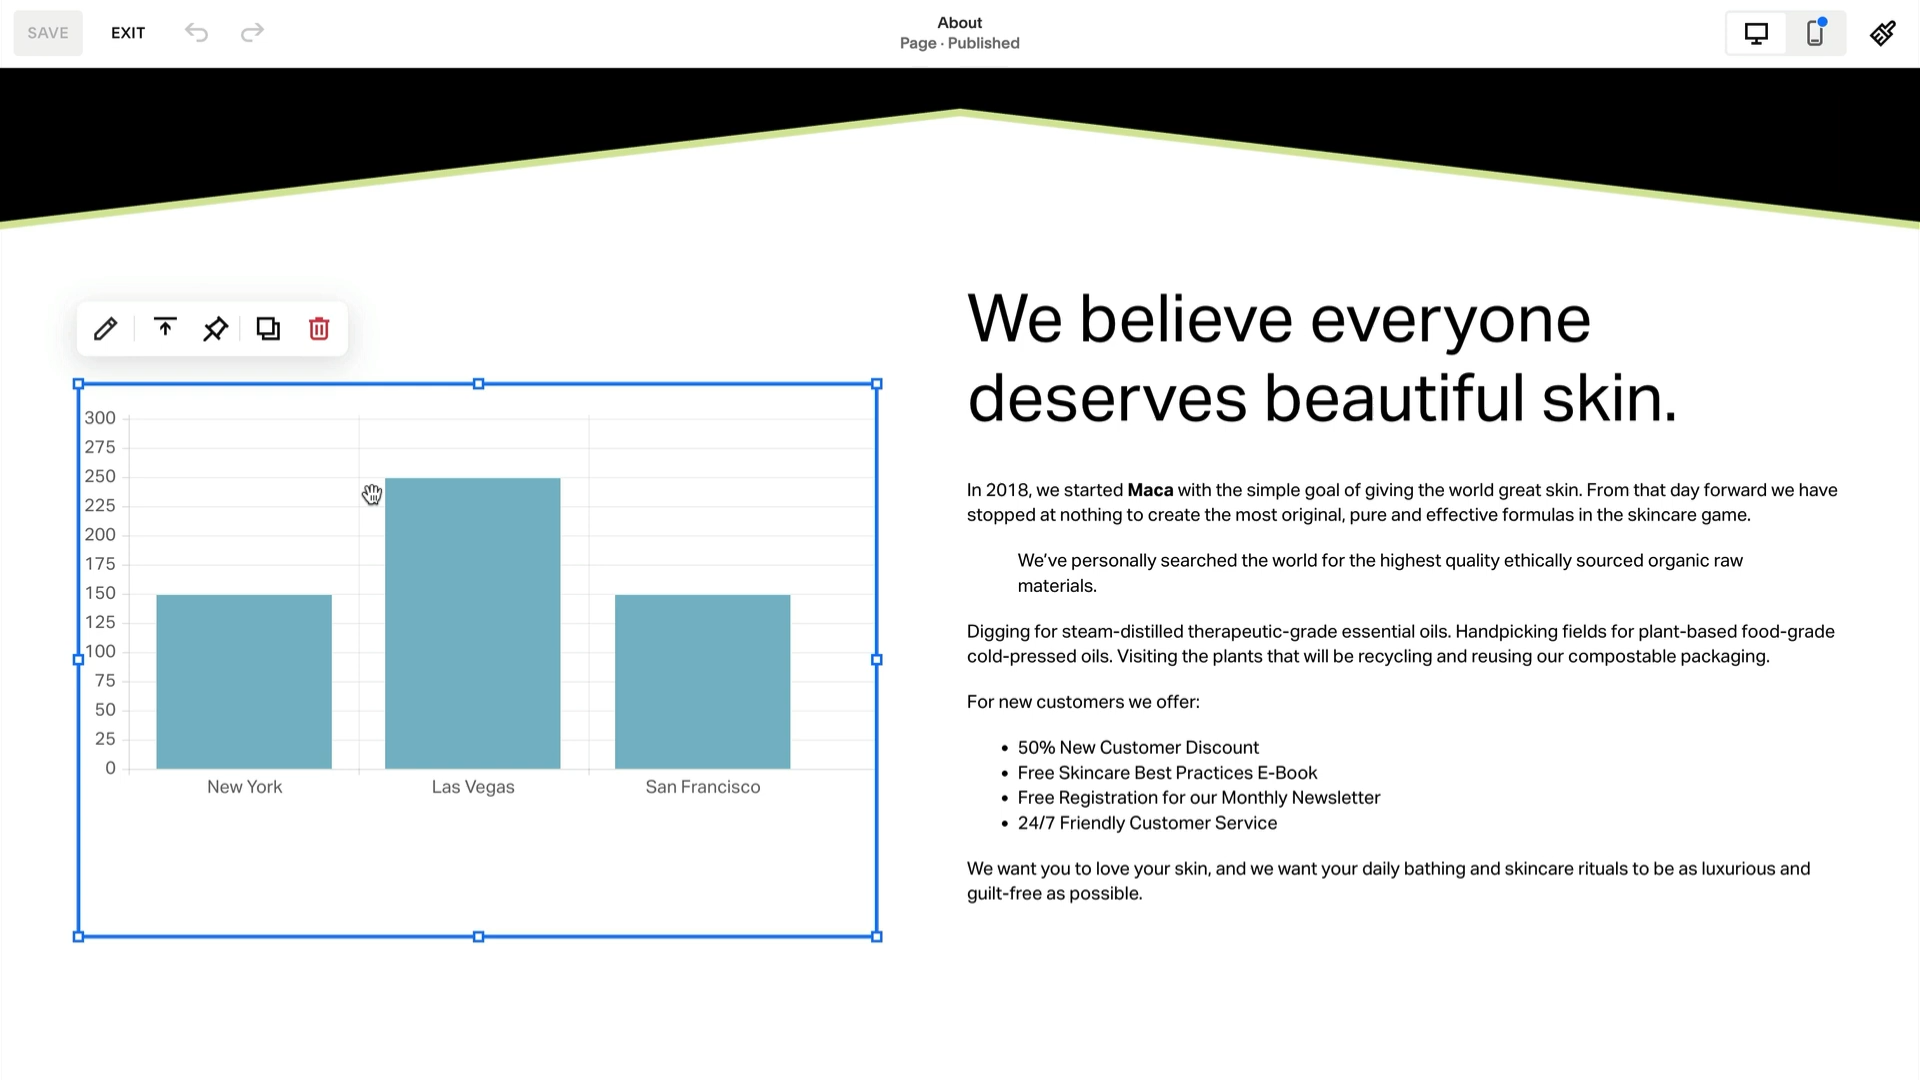 SAVE
EXIT
About
Page · Published
We believe everyone
deserves beautiful skin.
300
275
250
225
200
175
150
125
100
75
50
25
0
New York
Las Vegas
San Francisco
In 2018, we started Maca with the simple goal of giving the world great skin. From that day forward we have
stopped at nothing to create the most original, pure and effective formulas in the skincare game.
We’ve personally searched the world for the highest quality ethically sourced organic raw
materials.
Digging for steam-distilled therapeutic-grade essential oils. Handpicking fields for plant-based food-grade
cold-pressed oils. Visiting the plants that will be recycling and reusing our compostable packaging.
For new customers we offer:
• 50% New Customer Discount
• Free Skincare Best Practices E-Book
• Free Registration for our Monthly Newsletter
• 24/7 Friendly Customer Service
We want you to love your skin, and we want your daily bathing and skincare rituals to be as luxurious and
guilt-free as possible.